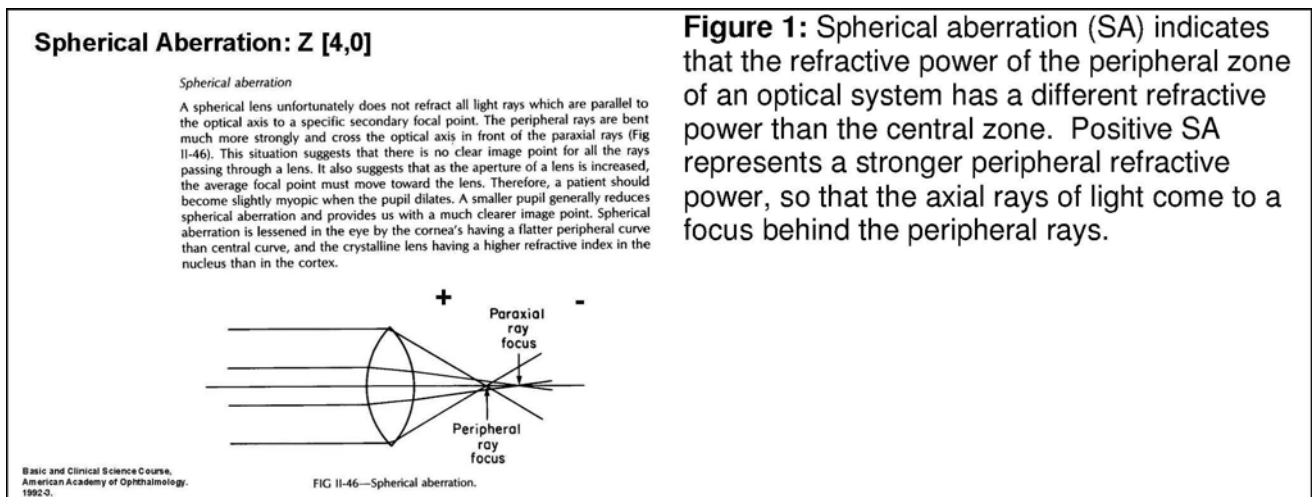 Spherical Aberration: Z [4,0]
Spherical aberration
A spherical lens unfortunately does not refract all light rays which are parallel to
the optical axis to a specific secondary focal point. The peripheral rays are bent
much more strongly and cross the optical axis in front of the paraxial rays (Fig
II-46). This situation suggests that there is no clear image point for all the rays
passing through a lens. It also suggests that as the aperture of a lens is increased,
the average focal point must move toward the lens. Therefore, a patient should
become slightly myopic when the pupil dilates. A smaller pupil generally reduces
spherical aberration and provides us with a much clearer image point. Spherical
aberration is lessened in the eye by the cornea's having a flatter peripheral curve
than central curve, and the crystalline lens having a higher refractive index in the
nucleus than in the cortex.
+
-
Paraxial
ray
focus
Peripheral
ray
focus
FIG II-46—Spherical aberration.
Basic and Clinical Science Course,
American Academy of Ophthalmology.
1992-3.
Figure 1: Spherical aberration (SA) indicates
that the refractive power of the peripheral zone
of an optical system has a different refractive
power than the central zone. Positive SA
represents a stronger peripheral refractive
power, so that the axial rays of light come to a
focus behind the peripheral rays.